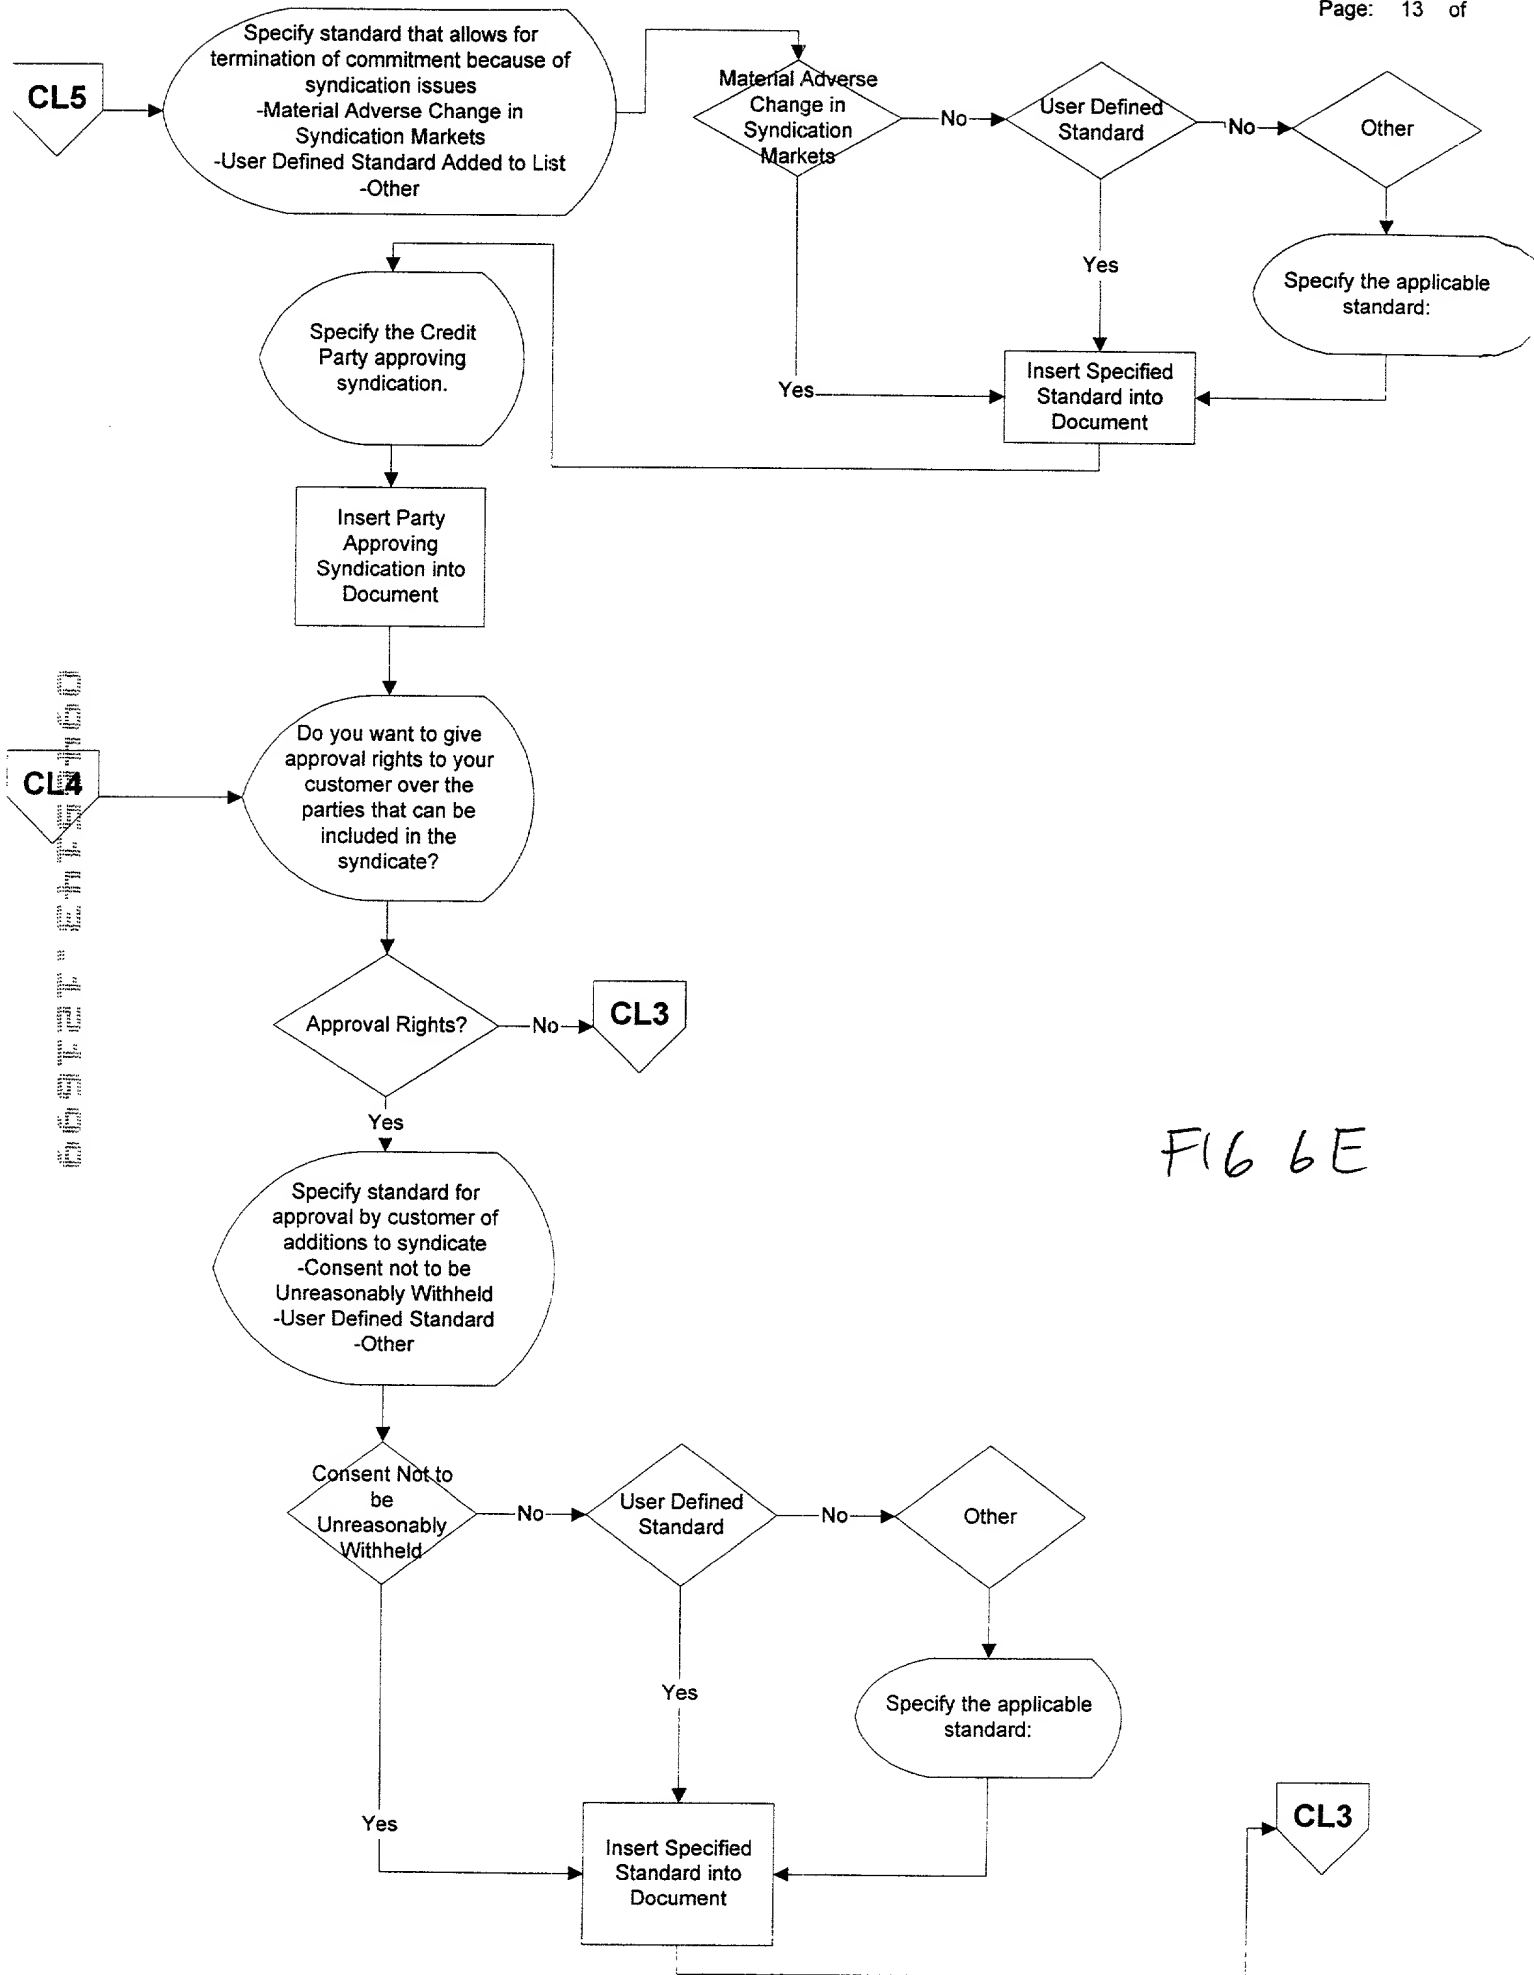 Page: 13 of
CL5
Specify standard that allows for
termination of commitment because of
syndication issues
-Material Adverse Change in
Syndication Markets
-User Defined Standard Added to List
-Other
Material Adverse
Change in
Syndication
Markets
No
User Defined
Standard
No
Other
Yes
Yes
Specify the applicable
standard:
Insert Specified
Standard into
Document
Specify the Credit
Party approving
syndication.
Insert Party
Approving
Syndication into
Document
CL4
Do you want to give
approval rights to your
customer over the
parties that can be
included in the
syndicate?
Approval Rights?
No
CL3
Yes
FIG 6E
Specify standard for
approval by customer of
additions to syndicate
-Consent not to be
Unreasonably Withheld
-User Defined Standard
-Other
Consent Not to
be
Unreasonably
Withheld
No
User Defined
Standard
No
Other
Yes
Yes
Specify the applicable
standard:
Insert Specified
Standard into
Document
CL3